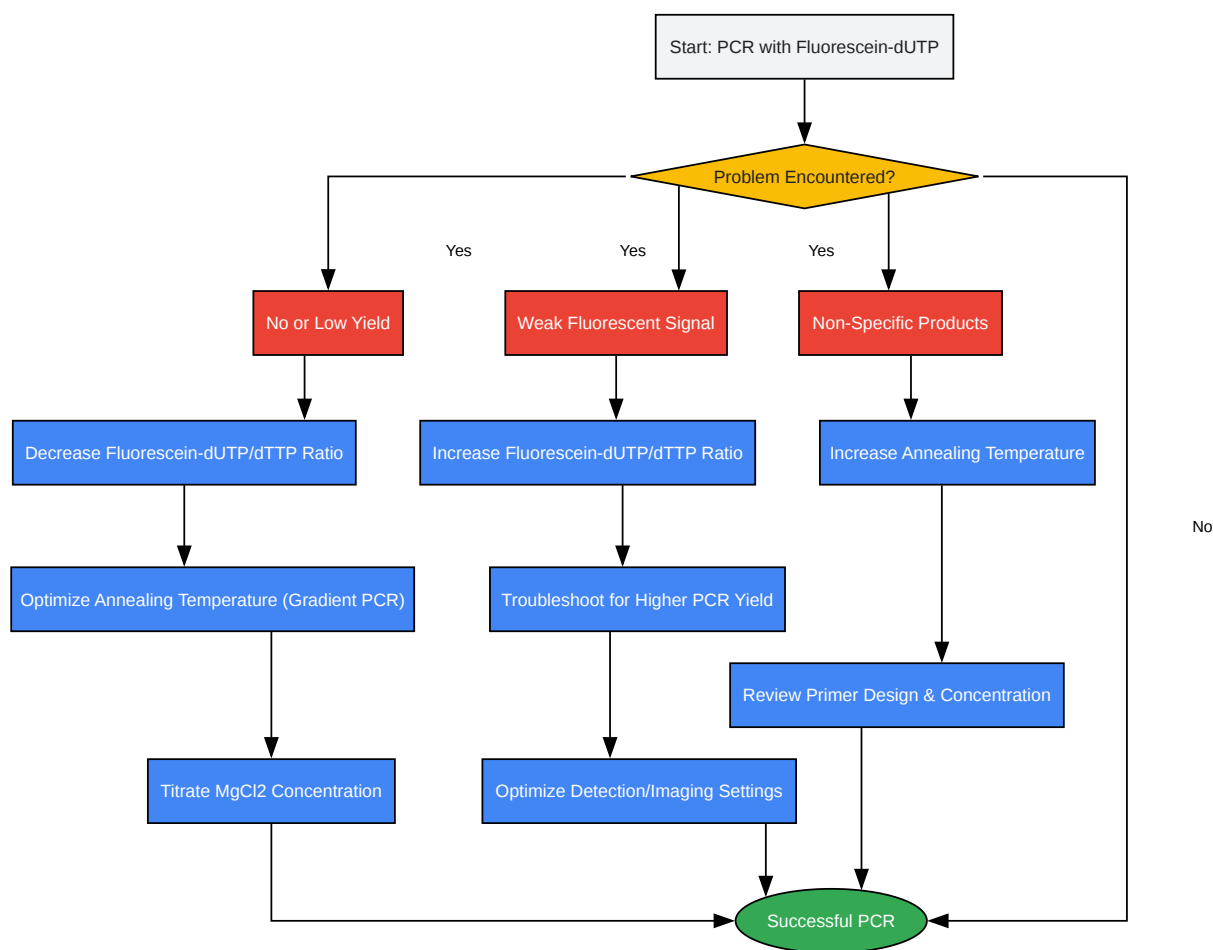 Start: PCR with Fluorescein-dUTP
Problem Encountered?
Yes
Yes
Yes
No or Low Yield
Weak Fluorescent Signal
Non-Specific Products
Decrease Fluorescein-dUTP/dTTP Ratio
Increase Fluorescein-dUTP/dTTP Ratio
Increase Annealing Temperature
No
Optimize Annealing Temperature (Gradient PCR)
Troubleshoot for Higher PCR Yield
Review Primer Design & Concentration
Titrate MgCl2 Concentration
Optimize Detection/Imaging Settings
Successful PCR